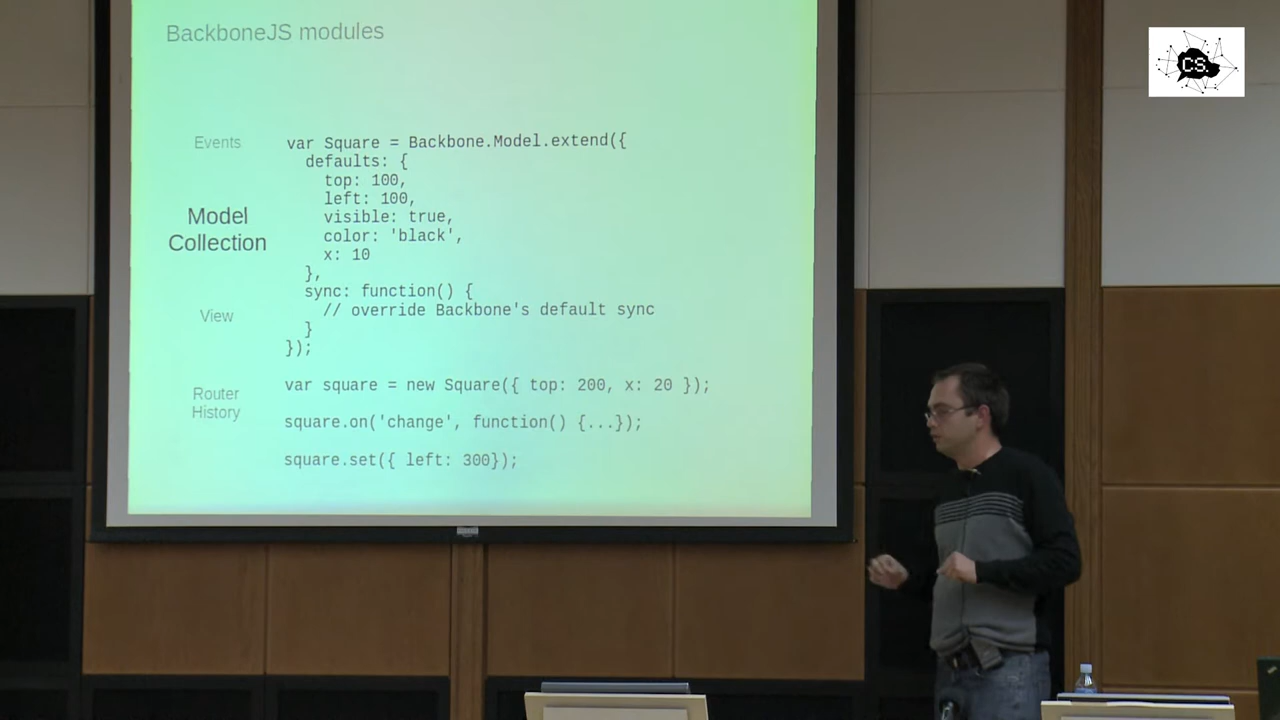 BackboneJS modules
CS.
Events
Model
Collection
View
Router
History
var Square = Backbone.Model.extend({
defaults: {
top: 100,
left: 100,
visible: true,
color: 'black',
x: 10
},
sync: function() {
// override Backbone's default sync
}
});
var square = new Square({ top: 200, x: 20 });
square.on('change', function() {...});
square.set({ left: 300});